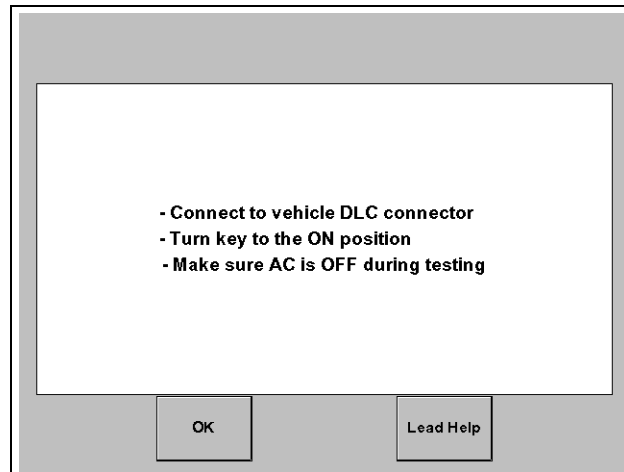 - Connect to vehicle DLC connector
- Turn key to the ON position
- Make sure AC is OFF during testing
OK
Lead Help